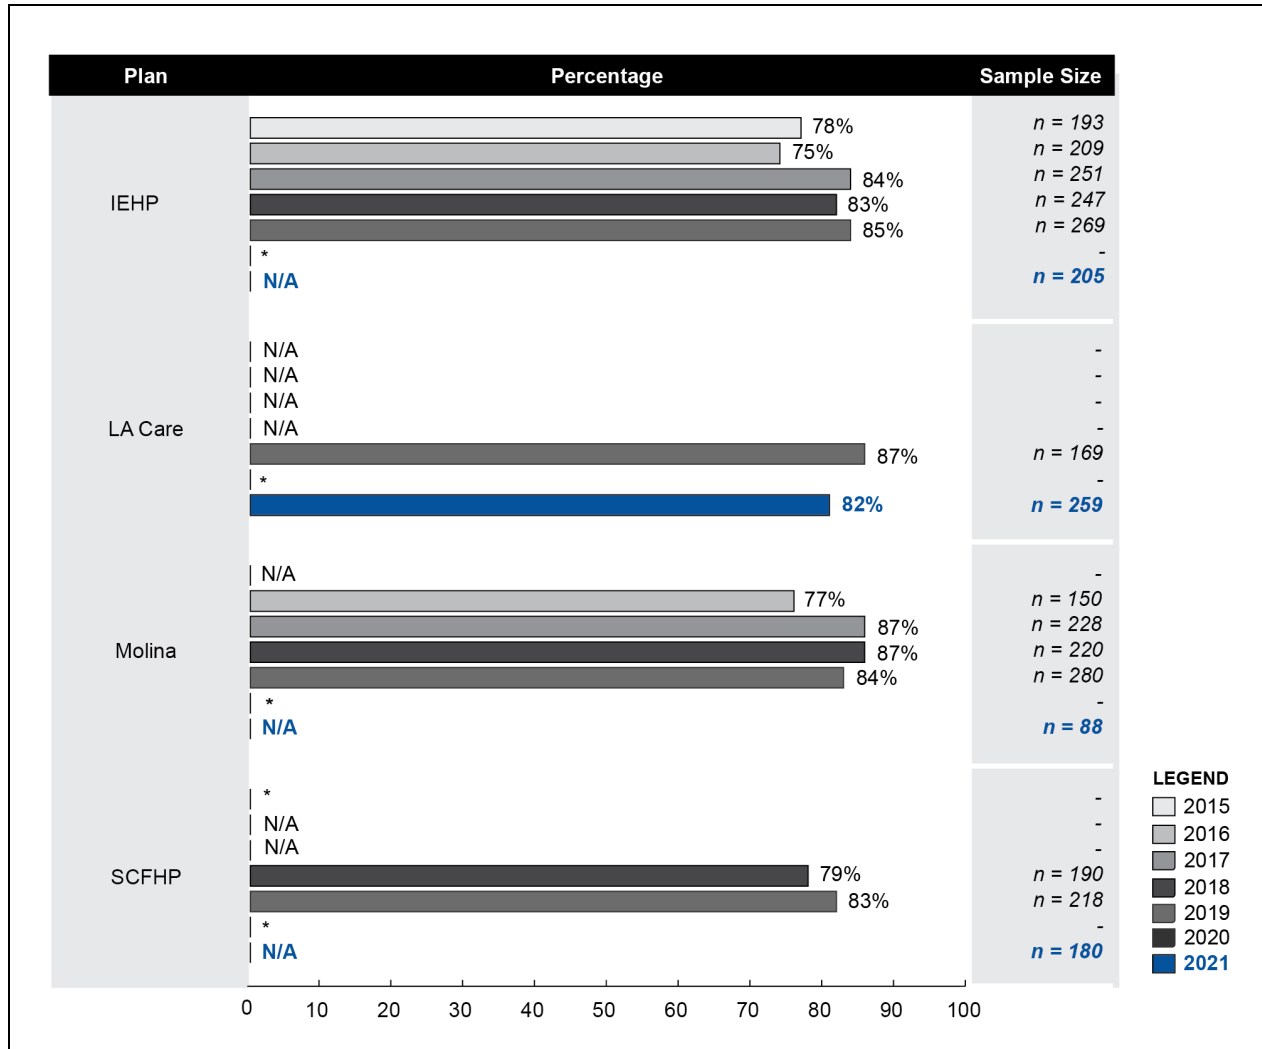 Plan Percentage Sample Size
78% n = 193
75% n = 209
84% n = 251
IEHP 83% n = 247
85% n = 269
* -
N/A n = 205
N/A -
N/A -
N/A -
LA Care N/A -
87% n = 169
* -
82% n = 259
N/A -
77% n = 150
87% n = 228
Molina 87% n = 220
84% n = 280
* -
N/A n = 88
* -
N/A -
N/A -
SCFHP 79% n = 190
83% n = 218
* -
N/A n = 180
0 10 20 30 40 50 60 70 80 90 100
LEGEND
2015
2016
2017
2018
2019
2020
2021